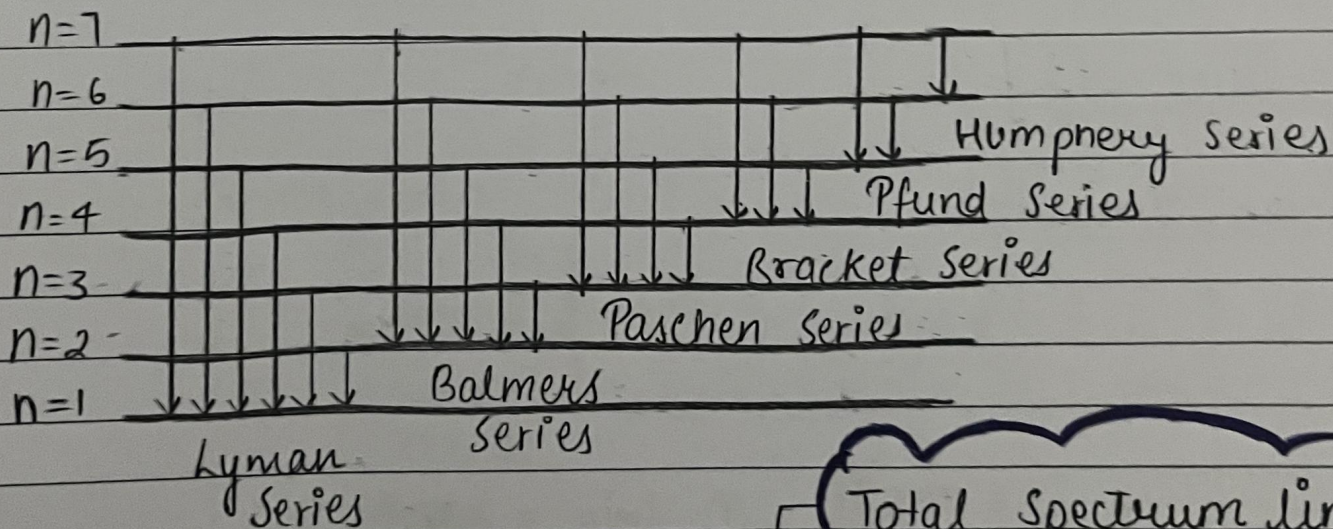 n=7
n=6
Humpnery Series
n=5
Pfund Series
n=4
Bracket Series
n=3
Paschen Series
n=2
Balmers
n=1
Series
Lyman
Series
Total Spectrum